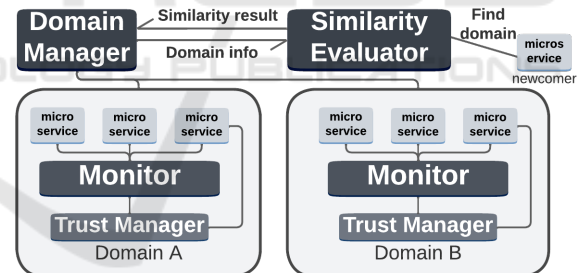 Domain
Manager
Similarity result
Domain info
Similarity
Evaluator
Find
domain
micros
ervice
newcomer
micro
service
micro
service
micro
service
Monitor
Trust Manager
Domain A
micro
service
micro
service
micro
service
Monitor
Trust Manager
Domain B